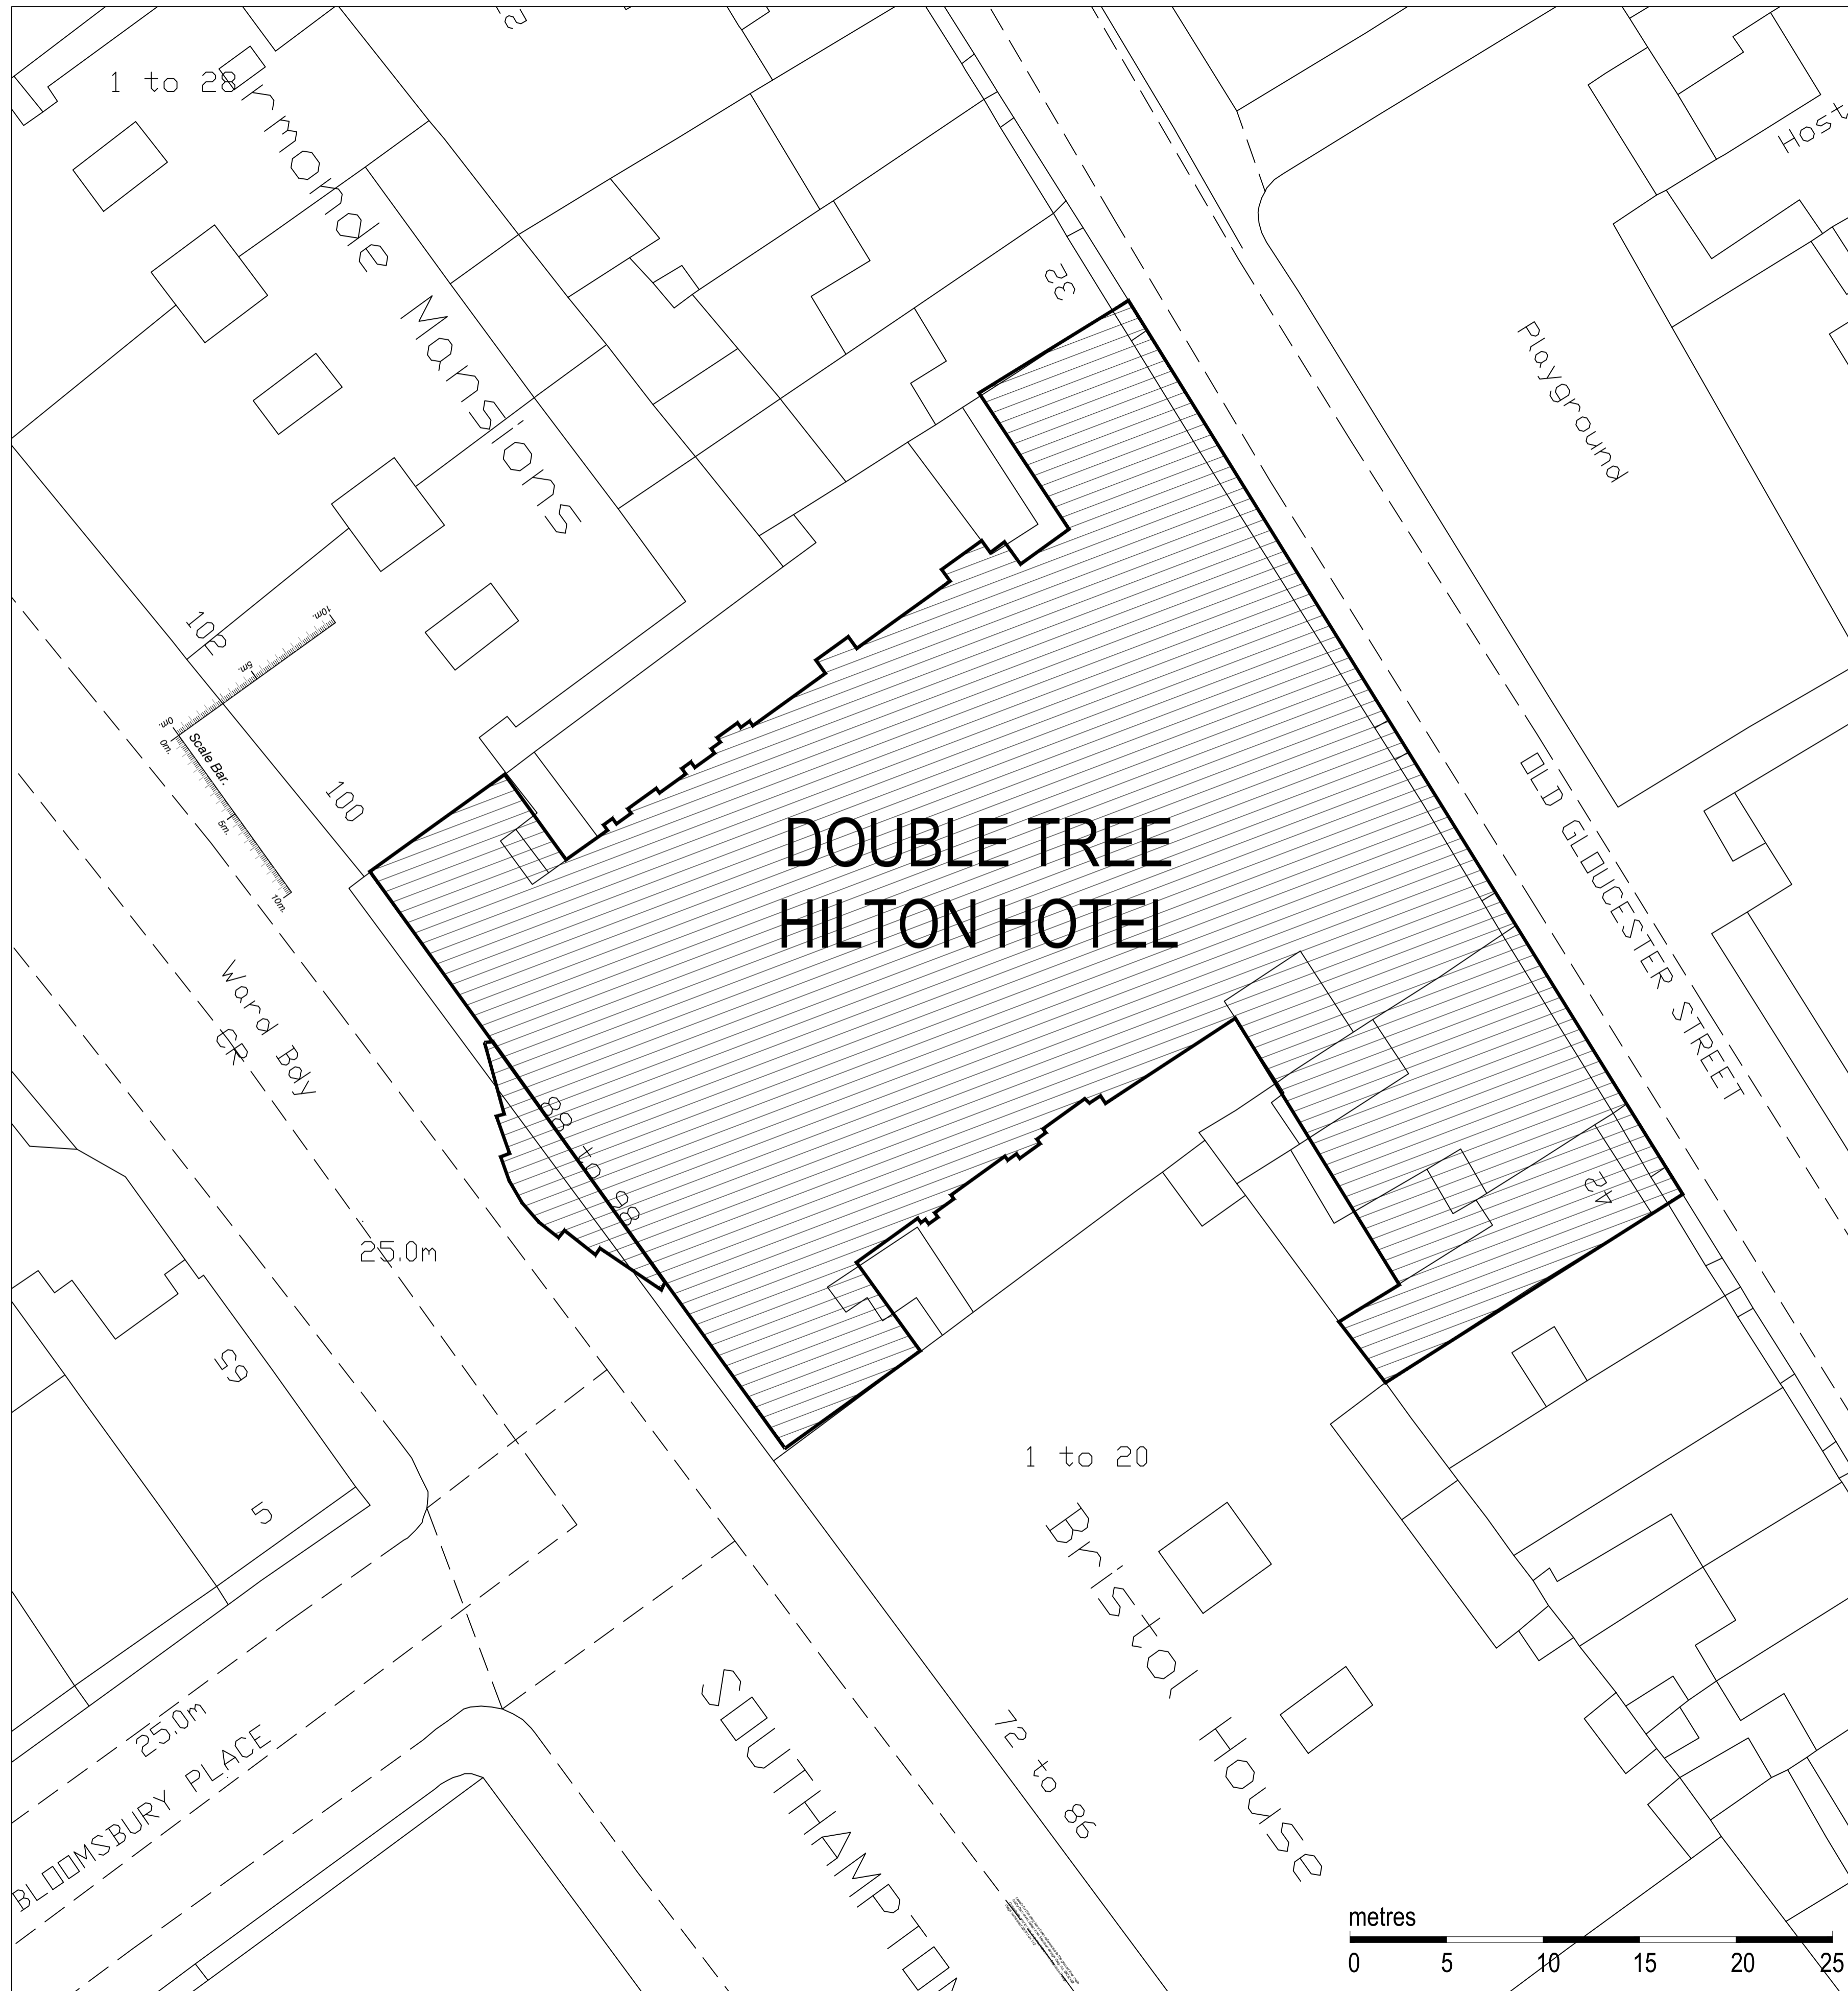 1 to 28
rmonde Mansions
Host
32
Playground
102
10m.
5m.
0m.
0m.
Scale Bar.
5m.
10m.
100
DOUBLE TREE
HILTON HOTEL
OLD GLOUCESTER STREET
Ward Bdy
CR
88 to 98
42
25.0m
65
5
1 to 20
Bristol House
25.0m
BLOOMSBURY PLACE
SOUTHAMPTON
72 to 86
metres
0 5 10 15 20 25